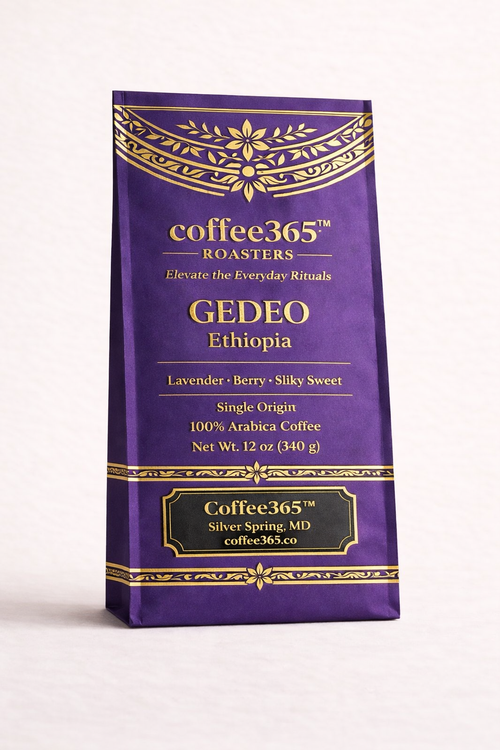 coffee365™
ROASTERS
Elevate the Everyday Rituals
GEDEO
Ethiopia
Lavender · Berry · Sliky Sweet
Single Origin
100% Arabica Coffee
Net Wt. 12 oz (340 g)
Coffee365™
Silver Spring, MD
coffee365.co